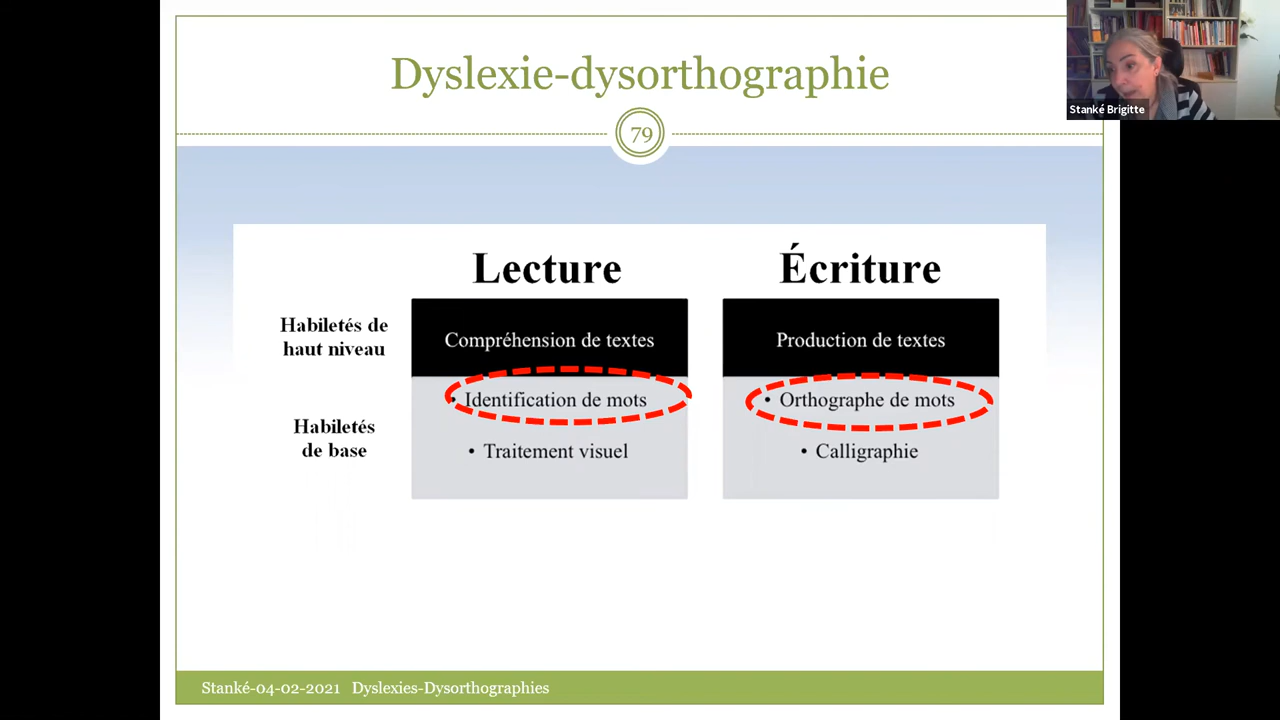 Dyslexie-dysorthographie
Stanké Brigitte
79
Lecture
Écriture
Habiletés de
haut niveau
Compréhension de textes
Production de textes
• Identification de mots
• Orthographe de mots
Habiletés
de base
• Traitement visuel
• Calligraphie
Stanké-04-02-2021 Dyslexies-Dysorthographies